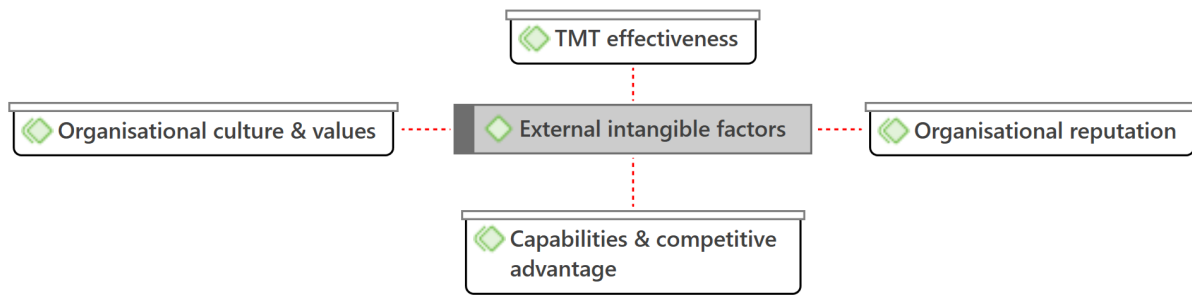 TMT effectiveness
Organisational culture & values
External intangible factors
Organisational reputation
Capabilities & competitive
advantage